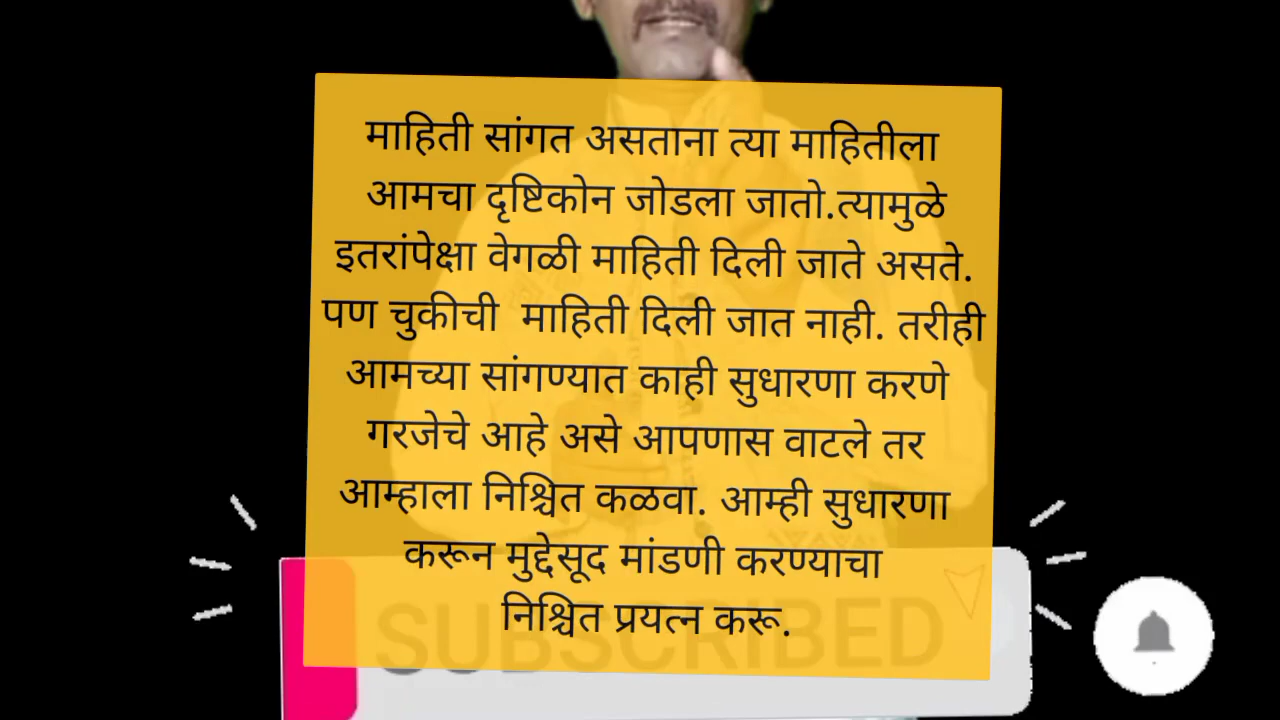 माहिती सांगत असताना त्या माहितीला
आमचा दृष्टिकोन जोडला जातो.त्यामुळे
इतरांपेक्षा वेगळी माहिती दिली जाते असते.
पण चुकीची माहिती दिली जात नाही. तरीही
आमच्या सांगण्यात काही सुधारणा करणे
गरजेचे आहे असे आपणास वाटले तर
आम्हाला निश्चित कळवा. आम्ही सुधारणा
करून मुद्देसूद मांडणी करण्याचा
निश्चित प्रयत्न करू.
SUBSCRIBED